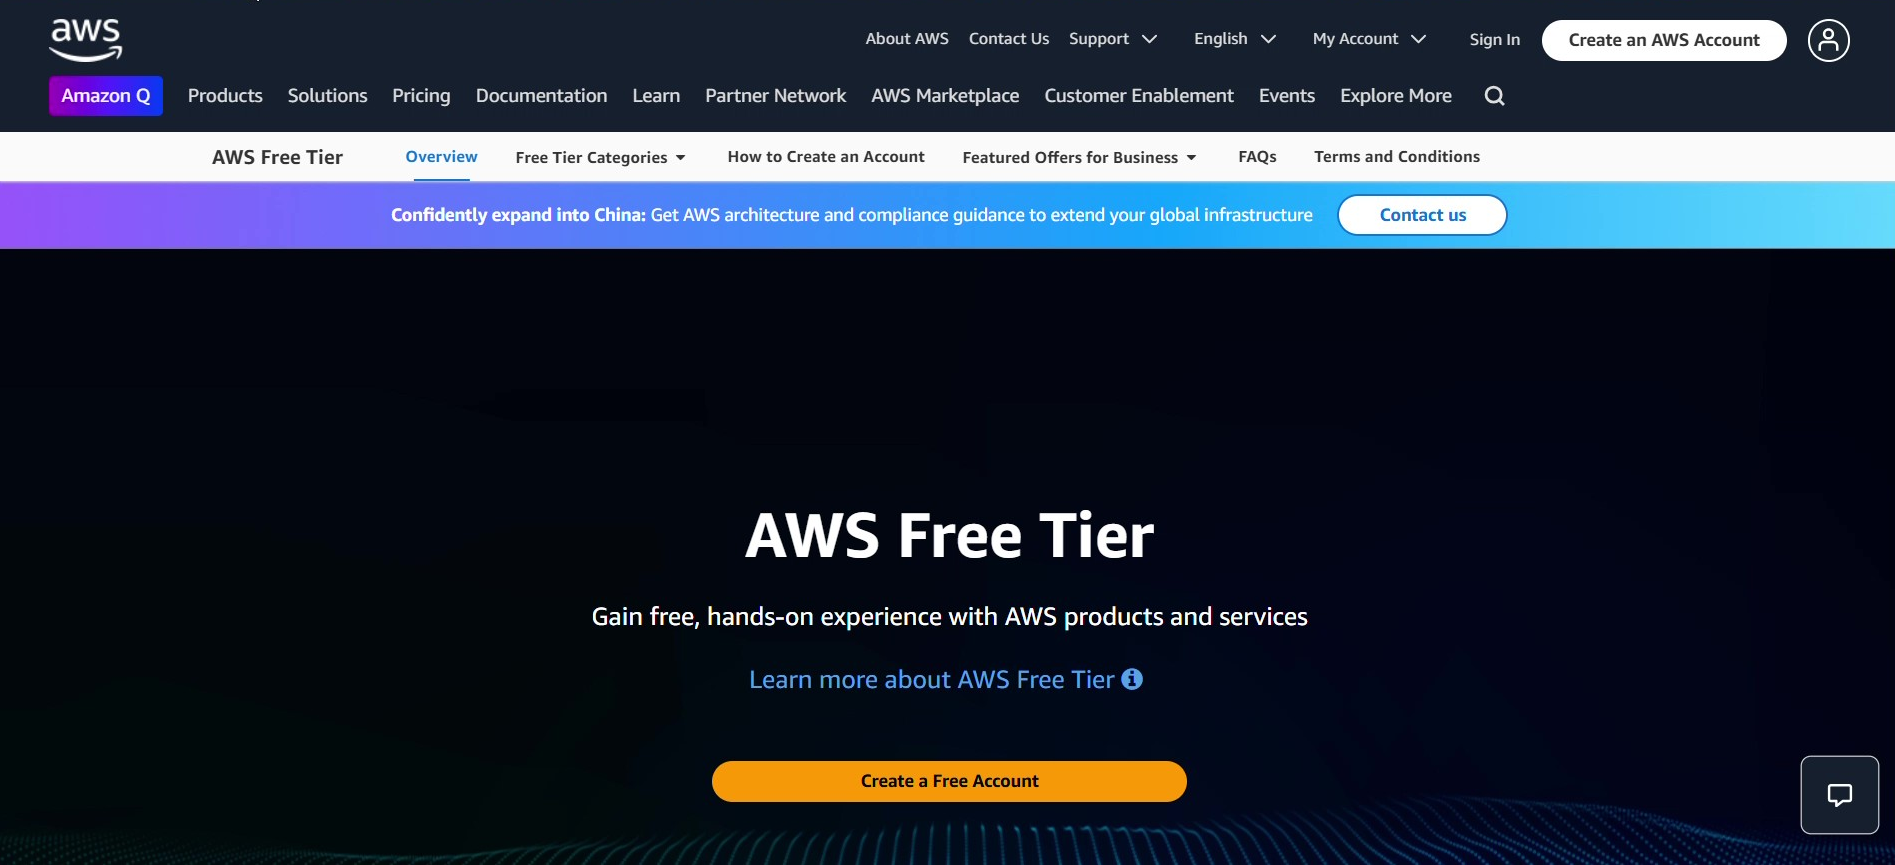 aws
About AWS Contact Us Support English My Account Sign In Create an AWS Account
Amazon Q Products Solutions Pricing Documentation Learn Partner Network AWS Marketplace Customer Enablement Events Explore More
AWS Free Tier Overview Free Tier Categories How to Create an Account Featured Offers for Business FAQs Terms and Conditions
Confidently expand into China: Get AWS architecture and compliance guidance to extend your global infrastructure Contact us
AWS Free Tier
Gain free, hands-on experience with AWS products and services
Learn more about AWS Free Tier
Create a Free Account